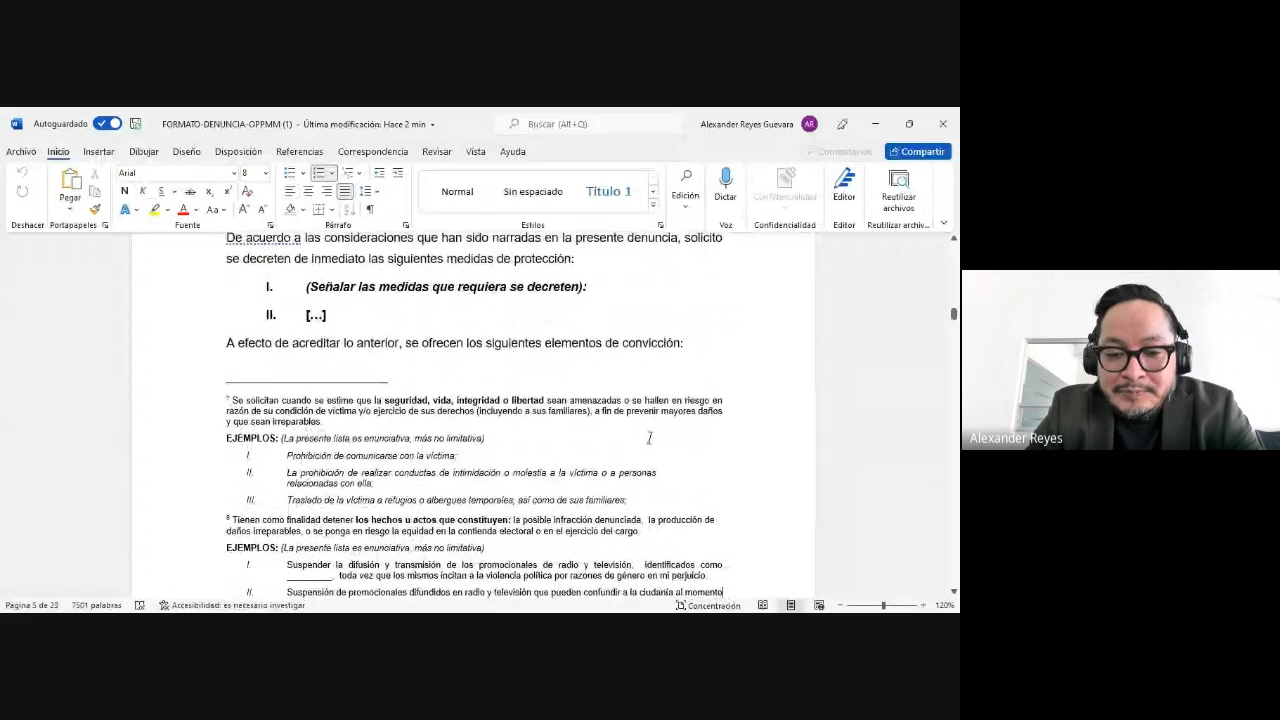 Autoguardado
FORMATO-DENUNCIA-GPPMM (1) - Última modificación: Hace 2 min
Buscar (Alt+Q)
Alexander Reyes Guevara
AR
Archivo Inicio Insertar Dibujar Diseño Disposición Referencias Correspondencia Revisar Vista Ayuda
Comentarios
Compartir
Arial 8
Pegar
Normal
Sin espaciado
Título 1
Edición
Dictar
Confidencialidad
Editor
Reutilizar archivos
Deshacer Portapapeles Fuente Párrafo Estilos Voz Confidencialidad Editor Reutilizar archiv...
De acuerdo a las consideraciones que han sido narradas en la presente denuncia, solicito
se decreten de inmediato las siguientes medidas de protección:
I. (Señalar las medidas que requiera se decreten):
II. [...]
A efecto de acreditar lo anterior, se ofrecen los siguientes elementos de convicción:
7 Se solicitan cuando se estime que la seguridad, vida, integridad o libertad sean amenazadas o se hallen en riesgo en
razón de su condición de víctima y/o ejercicio de sus derechos (incluyendo a sus familiares), a fin de prevenir mayores daños
y que sean irreparables.
EJEMPLOS: (La presente lista es enunciativa, más no limitativa)
I. Prohibición de comunicarse con la víctima;
II. La prohibición de realizar conductas de intimidación o molestia a la víctima o a personas
relacionadas con ella;
III. Traslado de la víctima a refugios o albergues temporales, así como de sus familiares;
8 Tienen como finalidad detener los hechos u actos que constituyen: la posible infracción denunciada, la producción de
daños irreparables, o se ponga en riesgo la equidad en la contienda electoral o en el ejercicio del cargo.
EJEMPLOS: (La presente lista es enunciativa, más no limitativa)
I. Suspender la difusión y transmisión de los promocionales de radio y televisión, identificados como
________, toda vez que los mismos incitan a la violencia política por razones de género en mi perjuicio.
II. Suspensión de promocionales difundidos en radio y televisión que pueden confundir a la ciudanía al momento
Página 5 de 23 7501 palabras Accesibilidad: es necesario investigar Concentración 120%
Alexander Reyes